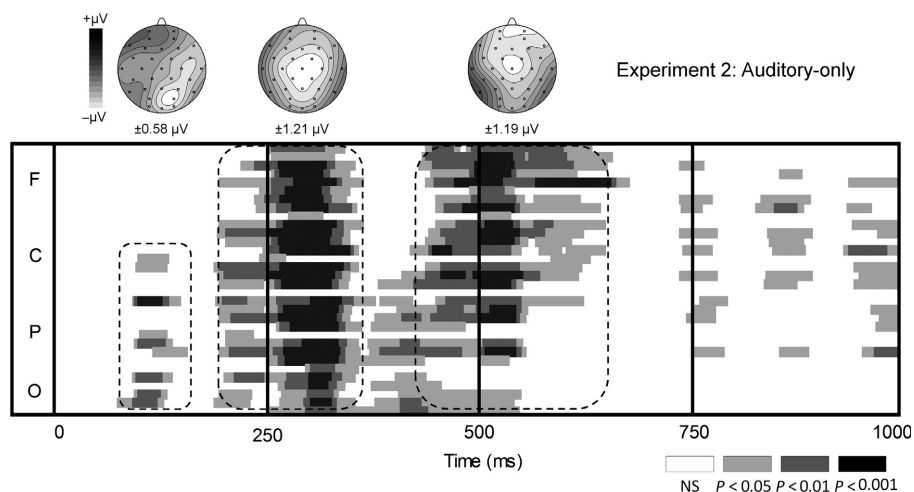 +µV
−µV
±0.58 µV
±1.21 µV
±1.19 µV
Experiment 2: Auditory-only
F
C
P
O
0
250
500
750
1000
Time (ms)
NS
P < 0.05
P < 0.01
P < 0.001